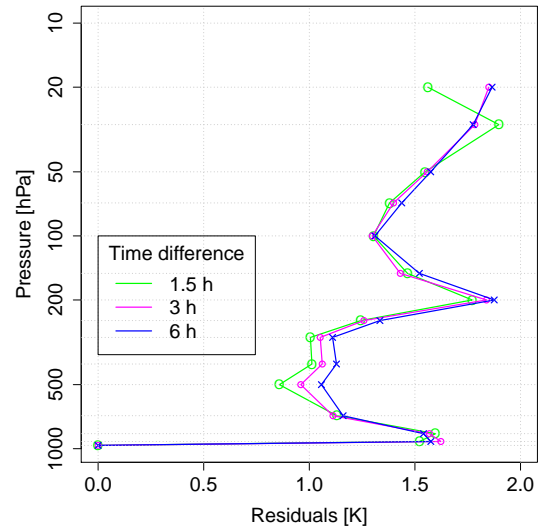 10
20
50
100
200
500
1000
Pressure [hPa]
Time difference
1.5 h
3 h
6 h
0.0 0.5 1.0 1.5 2.0
Residuals [K]